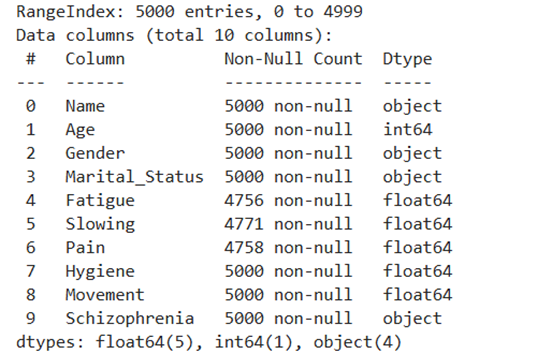 RangeIndex: 5000 entries, 0 to 4999
Data columns (total 10 columns):
#   Column          Non-Null Count  Dtype
---  ------          --------------  -----
0   Name            5000 non-null   object
1   Age             5000 non-null   int64
2   Gender          5000 non-null   object
3   Marital_Status  5000 non-null   object
4   Fatigue         4756 non-null   float64
5   Slowing         4771 non-null   float64
6   Pain            4758 non-null   float64
7   Hygiene         5000 non-null   float64
8   Movement        5000 non-null   float64
9   Schizophrenia   5000 non-null   object
dtypes: float64(5), int64(1), object(4)